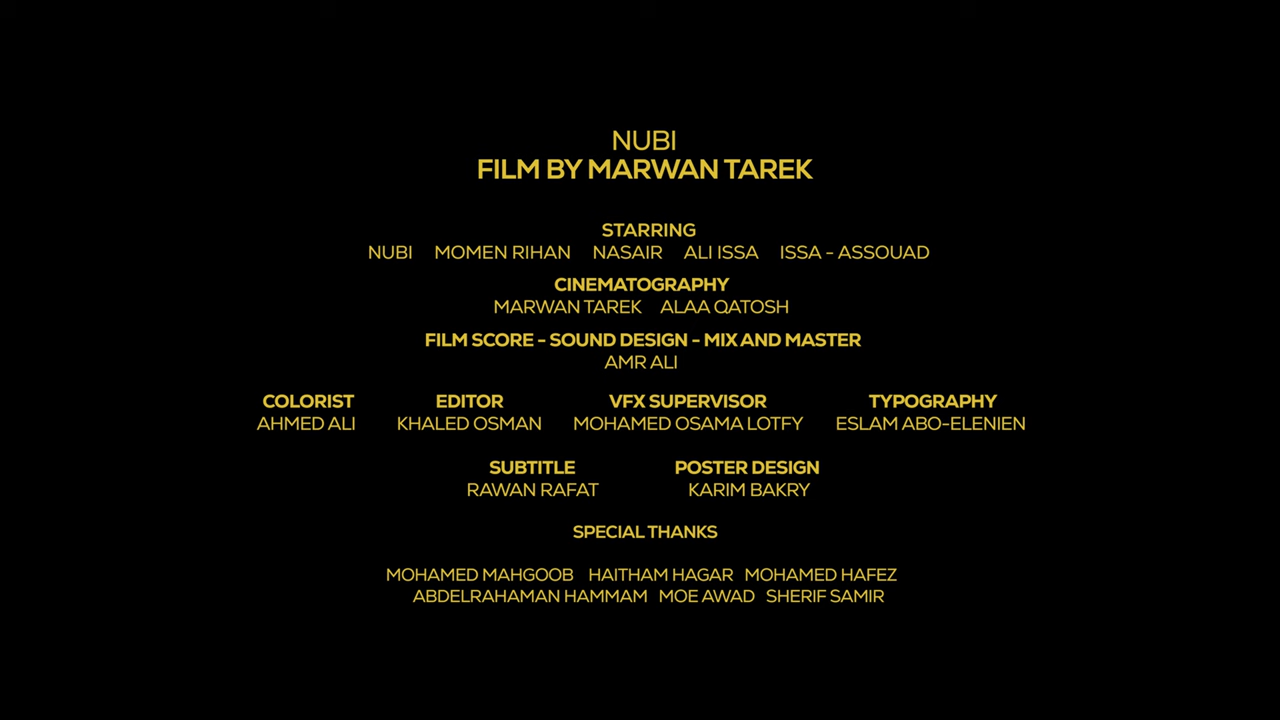 NUBI
FILM BY MARWAN TAREK
STARRING
NUBI MOMEN RIHAN NASAIR ALI ISSA ISSA - ASSOUAD
CINEMATOGRAPHY
MARWAN TAREK ALAA QATOSH
FILM SCORE - SOUND DESIGN - MIX AND MASTER
AMR ALI
COLORIST EDITOR VFX SUPERVISOR TYPOGRAPHY
AHMED ALI KHALED OSMAN MOHAMED OSAMA LOTFY ESLAM ABO-ELENIEN
SUBTITLE POSTER DESIGN
RAWAN RAFAT KARIM BAKRY
SPECIAL THANKS
MOHAMED MAHGOOB HAITHAM HAGAR MOHAMED HAFEZ
ABDELRAHAMAN HAMMAM MOE AWAD SHERIF SAMIR